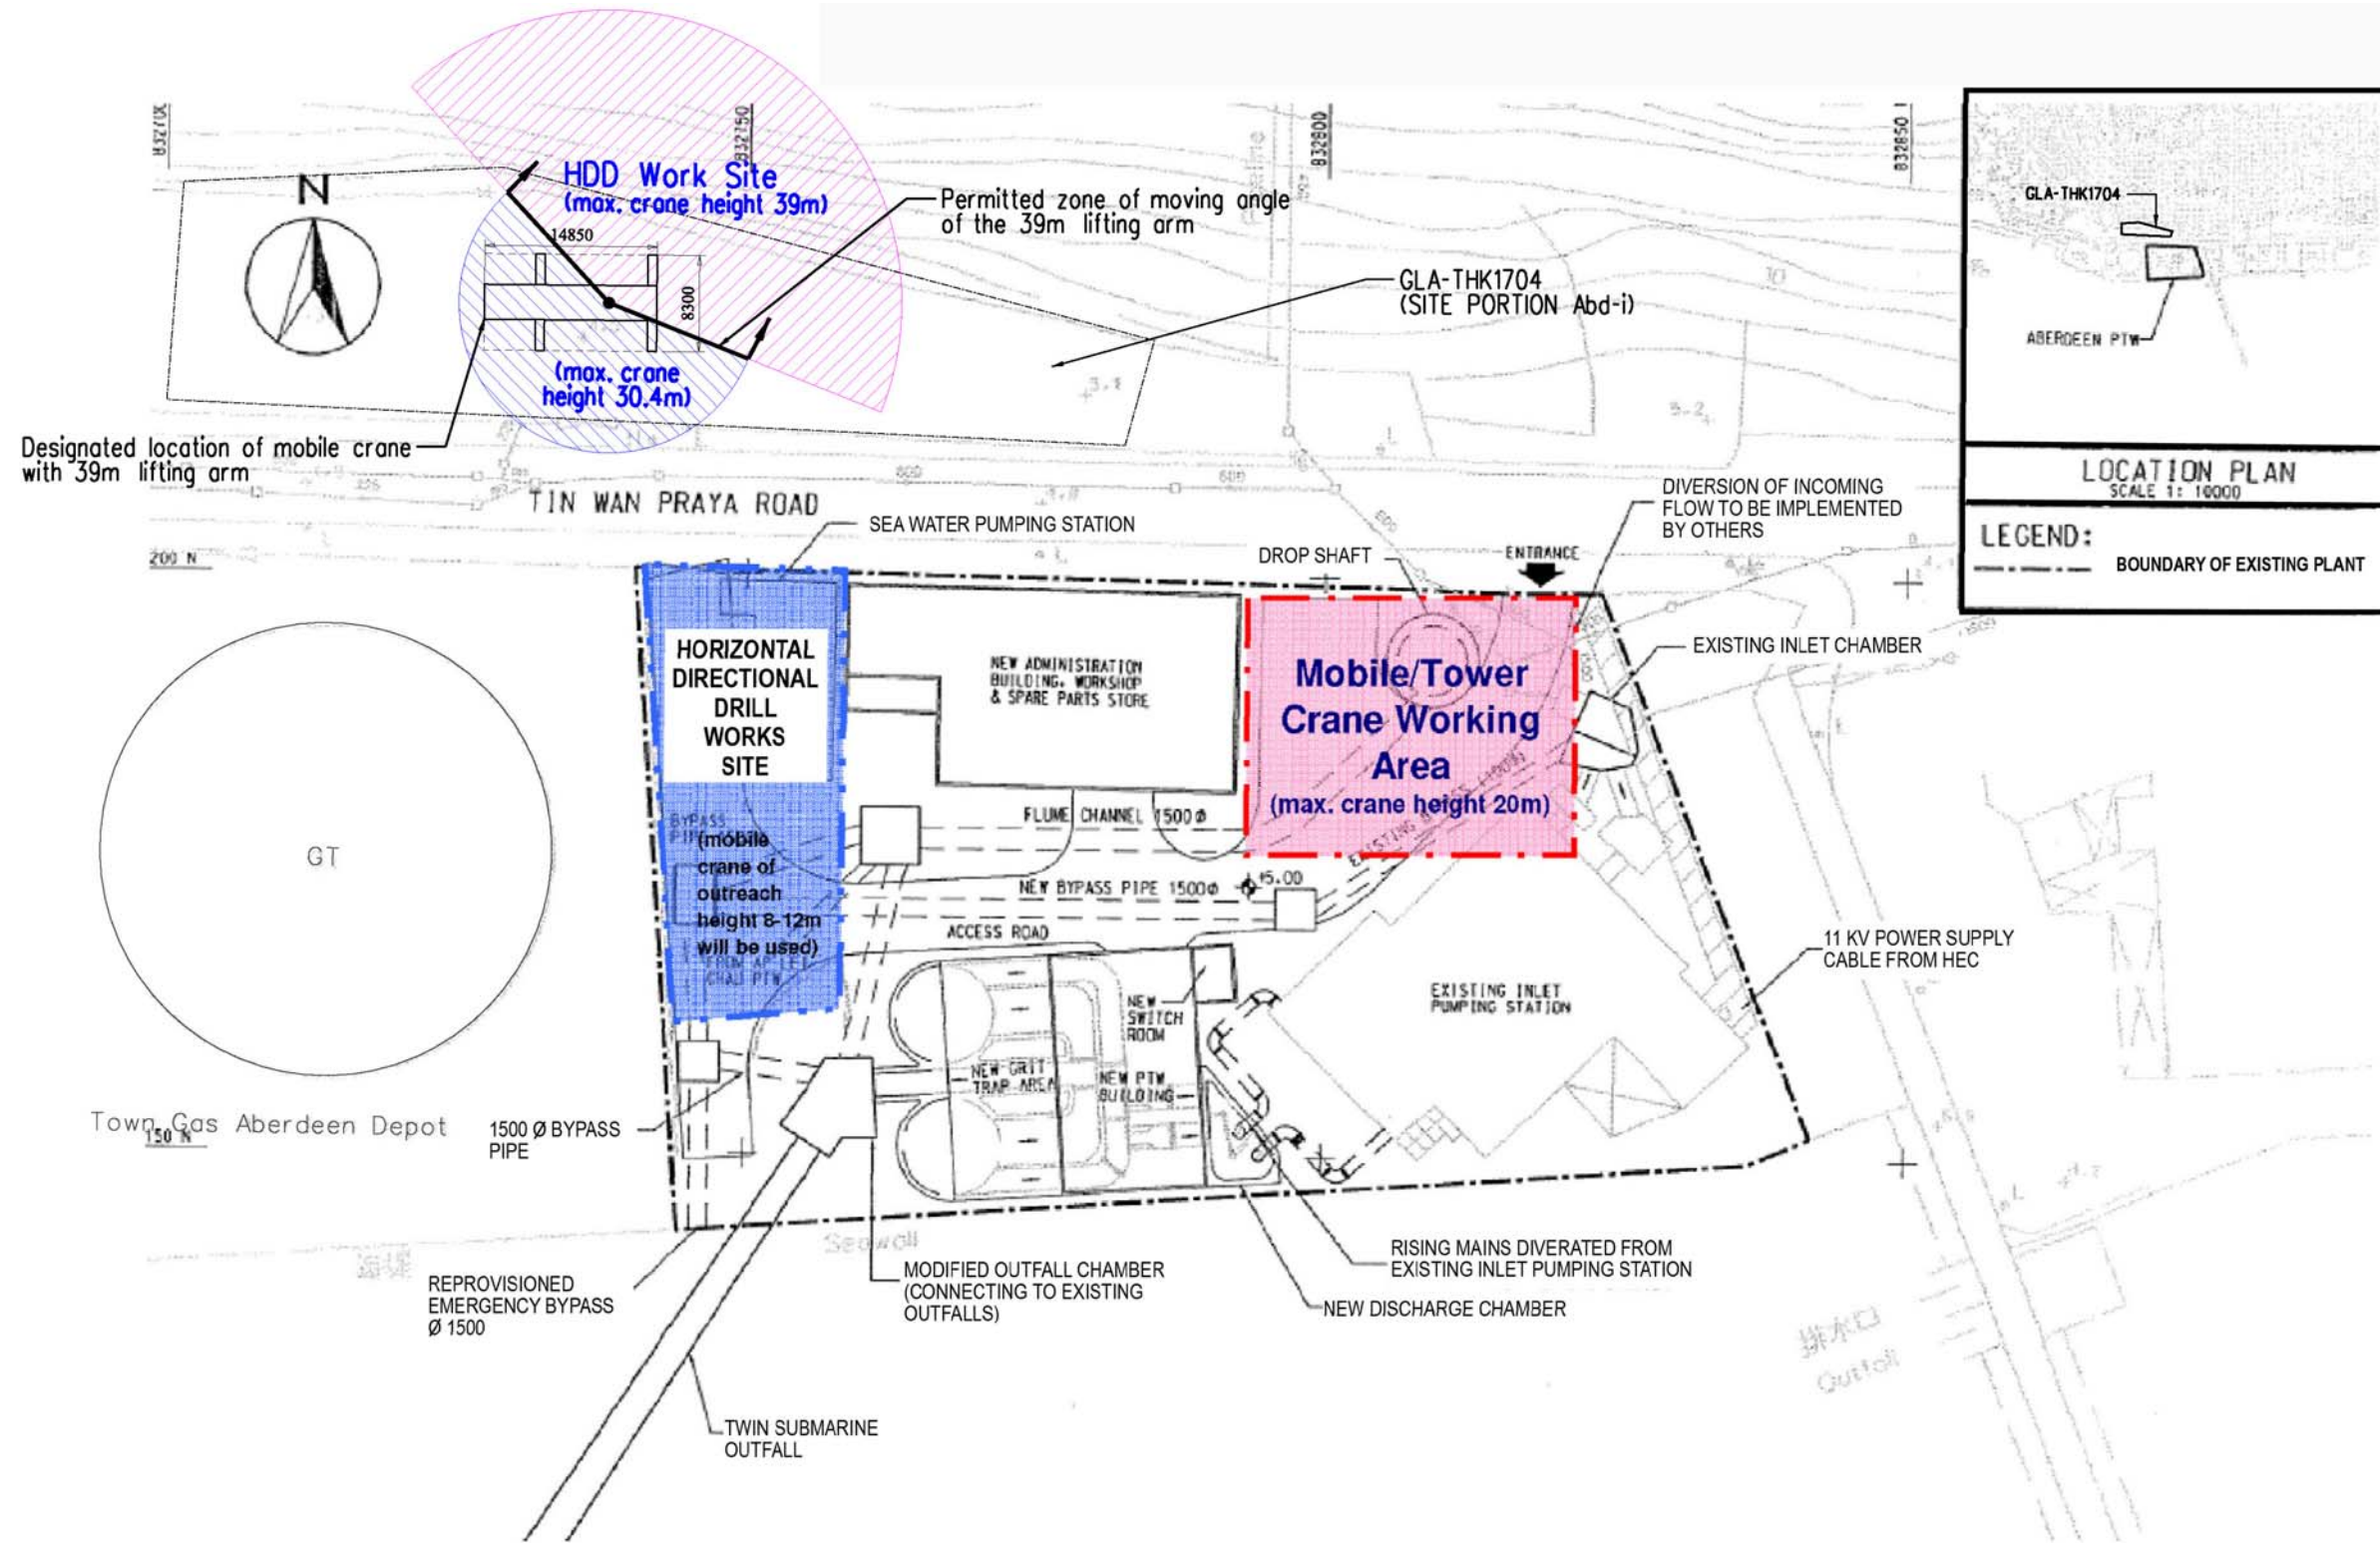 832750
832800
832850
N
HDD Work Site
(max. crane height 39m)
14850
8300
Permitted zone of moving angle
of the 39m lifting arm
GLA-THK1704
(SITE PORTION Abd-i)
(max. crane
height 30.4m)
Designated location of mobile crane
with 39m lifting arm
GLA-THK1704
ABERDEEN PTW
LOCATION PLAN
SCALE 1: 10000
LEGEND:
BOUNDARY OF EXISTING PLANT
TIN WAN PRAYA ROAD
600
600
200 N
SEA WATER PUMPING STATION
DROP SHAFT
ENTRANCE
DIVERSION OF INCOMING
FLOW TO BE IMPLEMENTED
BY OTHERS
EXISTING INLET CHAMBER
HORIZONTAL
DIRECTIONAL
DRILL
WORKS
SITE
(mobile
crane of
outreach
height 8-12m
will be used)
BYPASS
CHAU PTW
NEW ADMINISTRATION
BUILDING, WORKSHOP
& SPARE PARTS STORE
Mobile/Tower
Crane Working
Area
(max. crane height 20m)
FLUME CHANNEL 1500 Ø
NEW BYPASS PIPE 1500Ø
+5.00
ACCESS ROAD
GT
Town Gas Aberdeen Depot
150 N
NEW
SWITCH
ROOM
NEW GRIT
TRAP AREA
NEW PTW
BUILDING
EXISTING INLET
PUMPING STATION
11 KV POWER SUPPLY
CABLE FROM HEC
1500 Ø BYPASS
PIPE
Seawall
REPROVISIONED
EMERGENCY BYPASS
Ø 1500
MODIFIED OUTFALL CHAMBER
(CONNECTING TO EXISTING
OUTFALLS)
RISING MAINS DIVERATED FROM
EXISTING INLET PUMPING STATION
NEW DISCHARGE CHAMBER
TWIN SUBMARINE
OUTFALL
排水口
Outfall